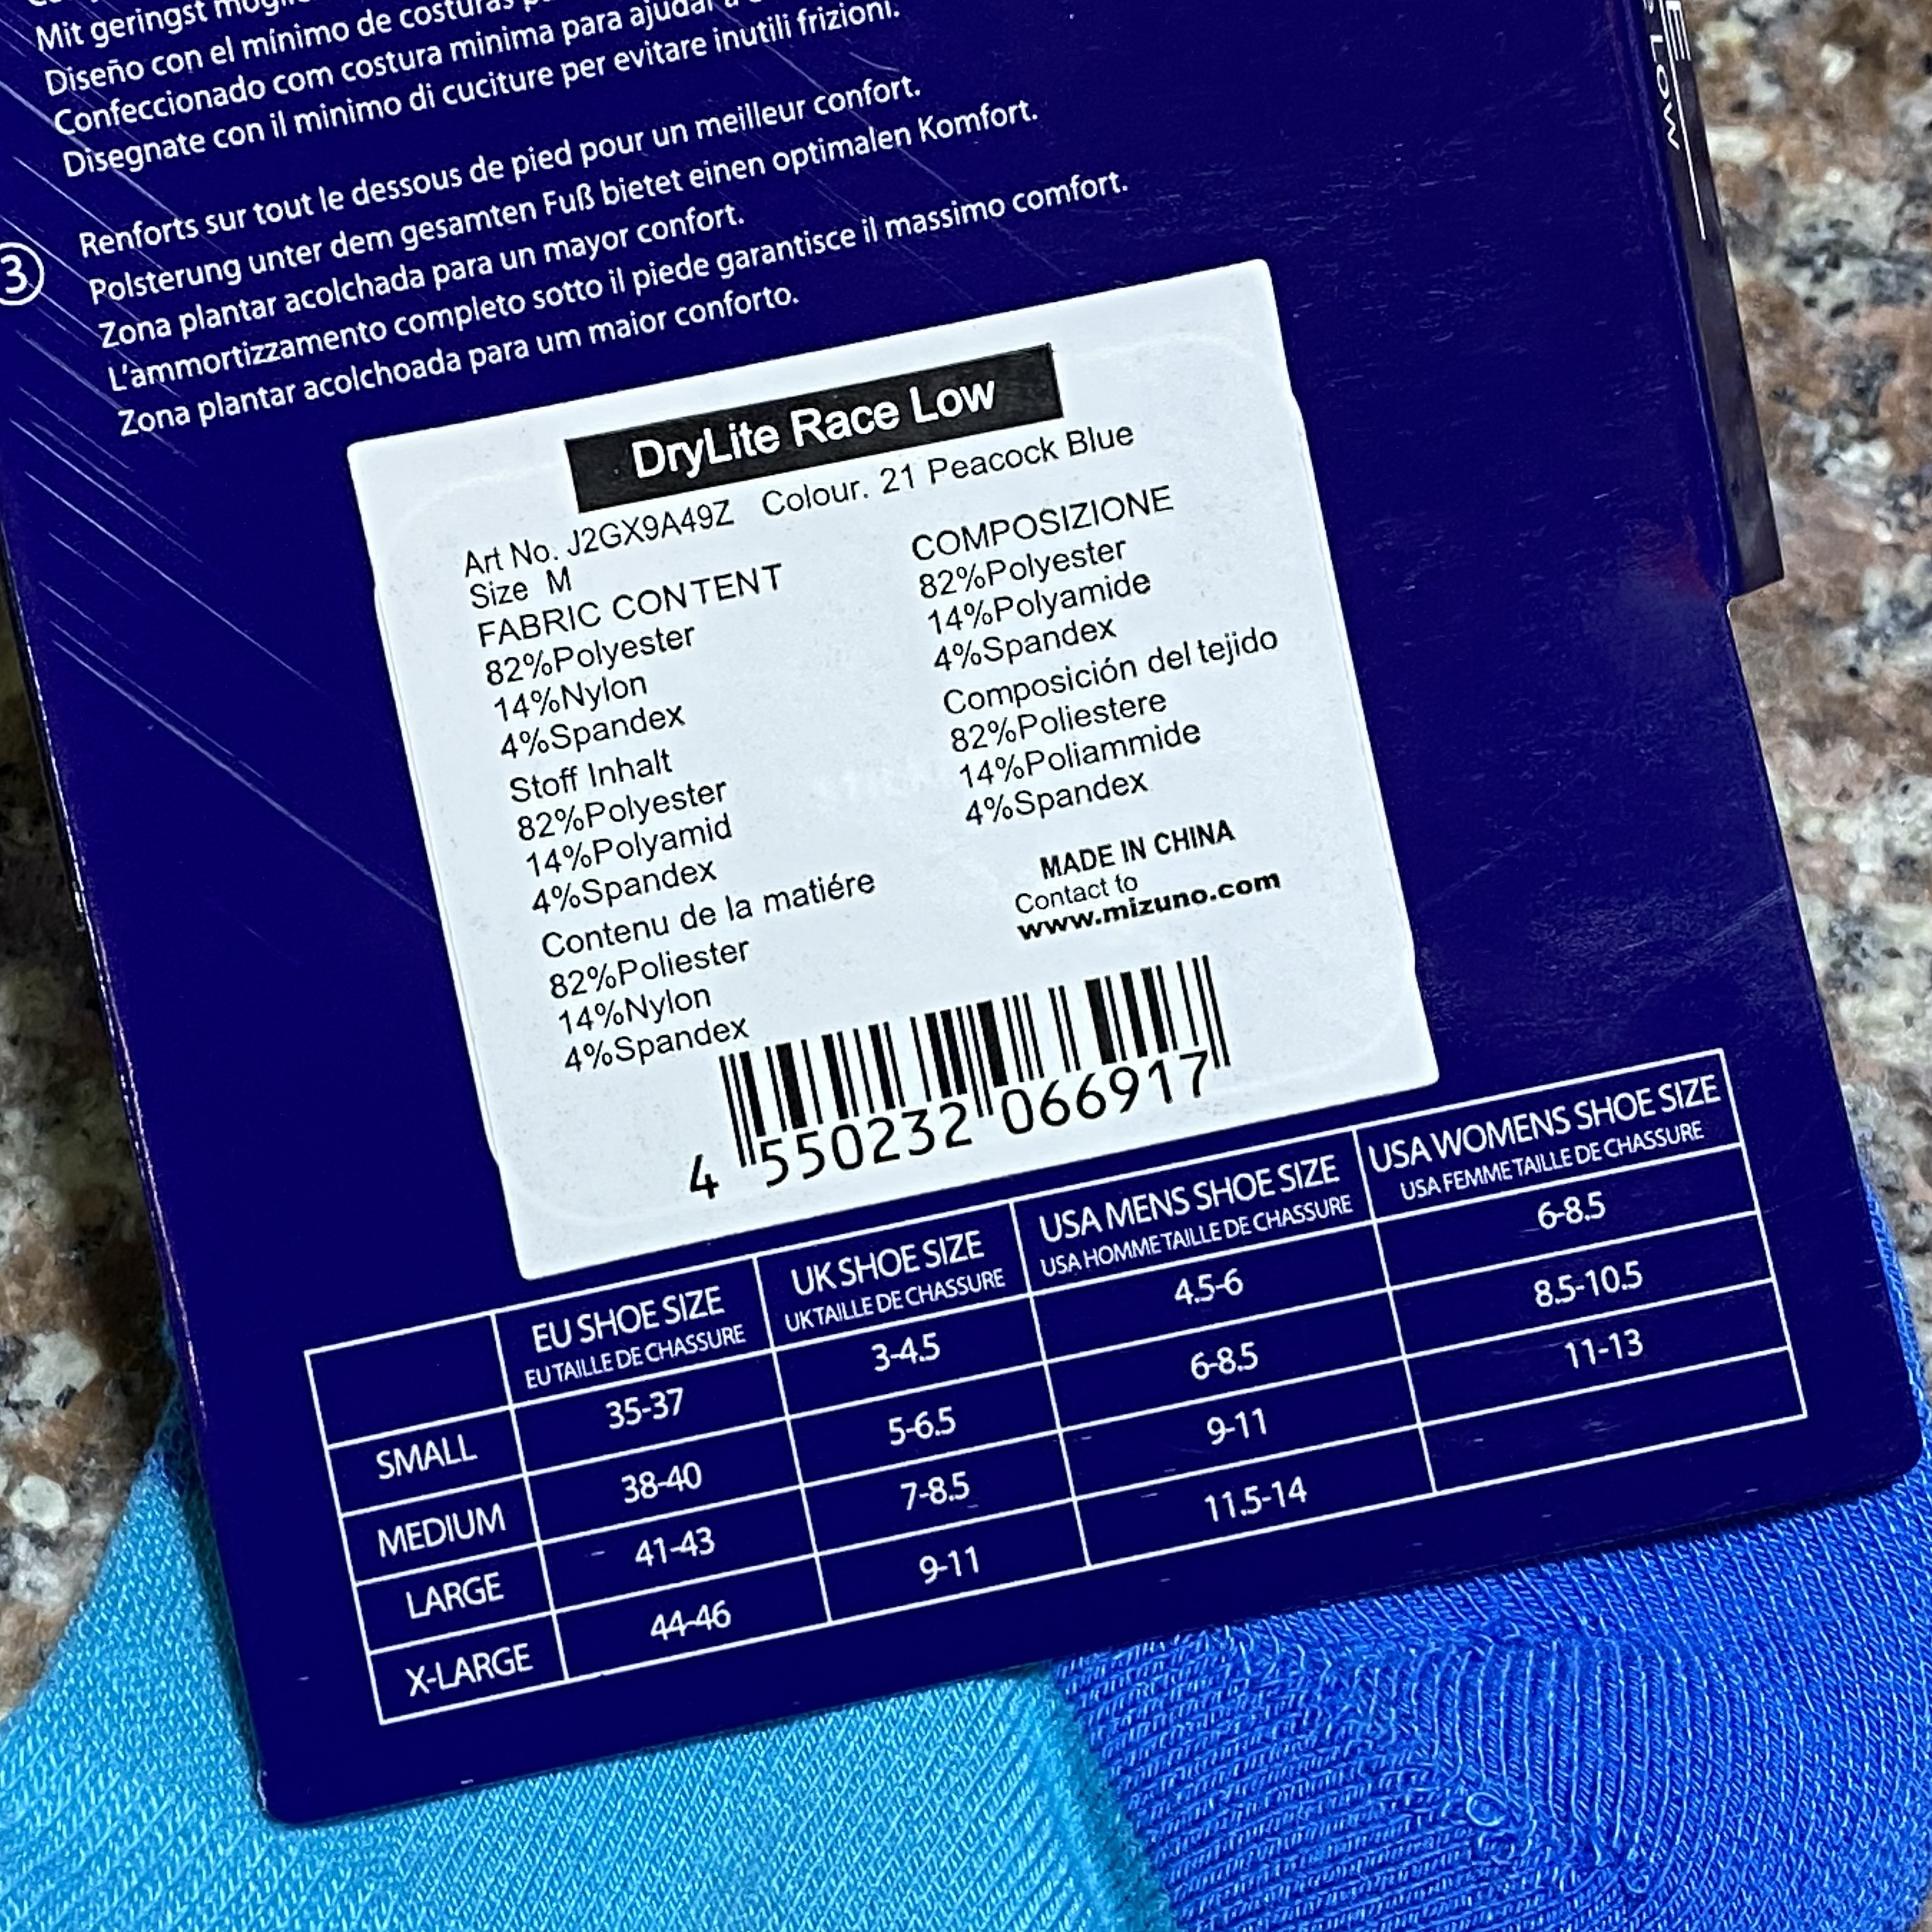 Mit geringst
Diseño con el mínimo de costuras
Confeccionado com costura minima para ajudar a
Disegnate con il minimo di cuciture per evitare inutili frizioni.
3
Renforts sur tout le dessous de pied pour un meilleur confort.
Polsterung unter dem gesamten Fuß bietet einen optimalen Komfort.
Zona plantar acolchada para un mayor confort.
L'ammortizzamento completo sotto il piede garantisce il massimo comfort.
Zona plantar acolchoada para um maior conforto.
LOW
DryLite Race Low
Art No. J2GX9A49Z Colour. 21 Peacock Blue
Size M
FABRIC CONTENT
82%Polyester
14%Nylon
4%Spandex
Stoff Inhalt
82%Polyester
14%Polyamid
4%Spandex
Contenu de la matiére
82%Poliester
14%Nylon
4%Spandex
COMPOSIZIONE
82%Polyester
14%Polyamide
4%Spandex
Composición del tejido
82%Poliestere
14%Poliammide
4%Spandex
MADE IN CHINA
Contact to
www.mizuno.com
4 550232 066917
EU SHOE SIZE UK SHOE SIZE USA MENS SHOE SIZE USA WOMENS SHOE SIZE
EU TAILLE DE CHASSURE UK TAILLE DE CHASSURE USA HOMME TAILLE DE CHASSURE USA FEMME TAILLE DE CHASSURE
SMALL 35-37 3-4.5 4.5-6 6-8.5
MEDIUM 38-40 5-6.5 6-8.5 8.5-10.5
LARGE 41-43 7-8.5 9-11 11-13
X-LARGE 44-46 9-11 11.5-14